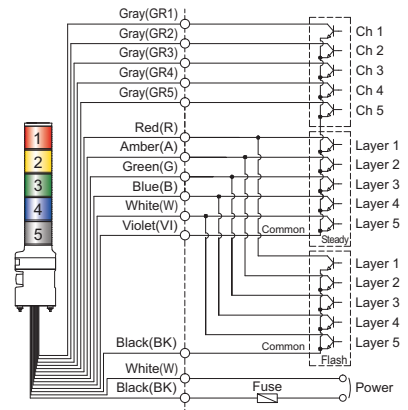 Gray(GR1)
Gray(GR2)
Gray(GR3)
Gray(GR4)
Gray(GR5)
Ch 1
Ch 2
Ch 3
Ch 4
Ch 5
1
2
3
4
5
Red(R)
Amber(A)
Green(G)
Blue(B)
White(W)
Violet(VI)
Common
Layer 1
Layer 2
Layer 3
Layer 4
Layer 5
Steady
Layer 1
Layer 2
Layer 3
Layer 4
Layer 5
Black(BK)
Common
Flash
White(W)
Black(BK)
Fuse
Power